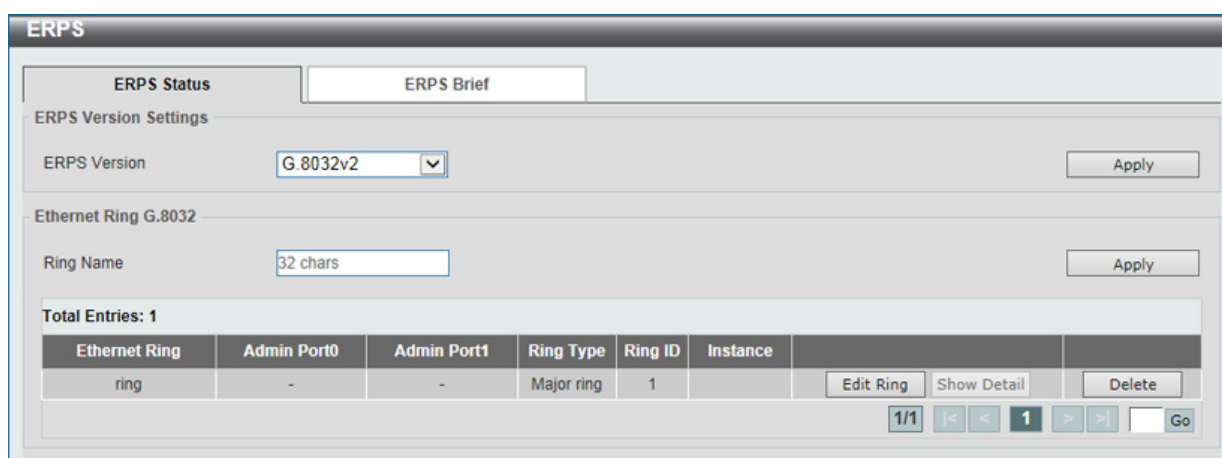 ERPS
ERPS Status ERPS Brief
ERPS Version Settings
ERPS Version G.8032v2 Apply
Ethernet Ring G.8032
Ring Name 32 chars Apply
Total Entries: 1
Ethernet Ring Admin Port0 Admin Port1 Ring Type Ring ID Instance
ring - - Major ring 1 Edit Ring Show Detail Delete
1/1 |< < 1 > >| Go